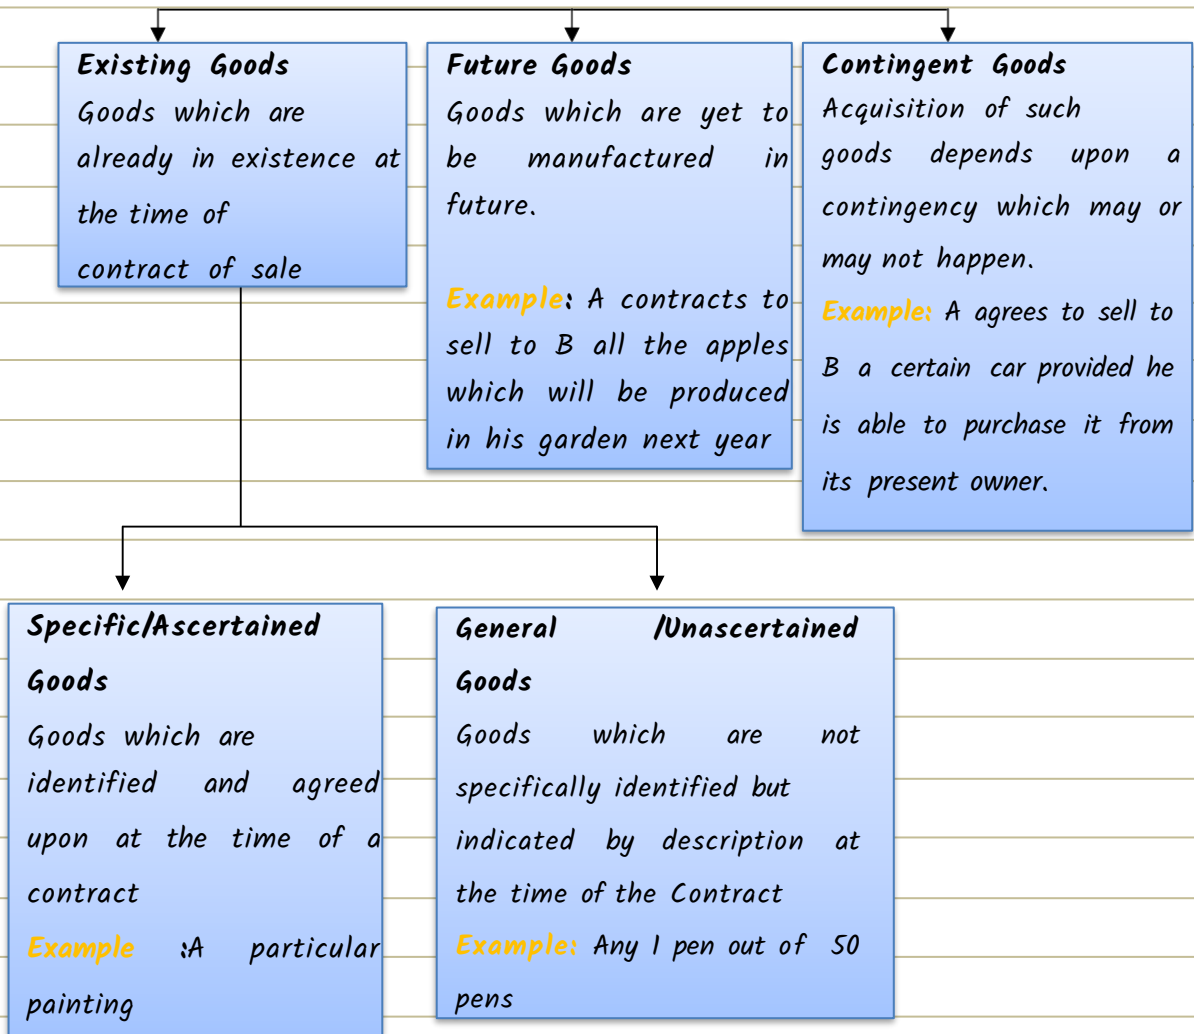 Existing Goods
Goods which are
already in existence at
the time of
contract of sale
Future Goods
Goods which are yet to
be manufactured in
future.
Example: A contracts to
sell to B all the apples
which will be produced
in his garden next year
Contingent Goods
Acquisition of such
goods depends upon a
contingency which may or
may not happen.
Example: A agrees to sell to
B a certain car provided he
is able to purchase it from
its present owner.
Specific/Ascertained
Goods
Goods which are
identified and agreed
upon at the time of a
contract
Example :A particular
painting
General /Unascertained
Goods
Goods which are not
specifically identified but
indicated by description at
the time of the Contract
Example: Any 1 pen out of 50
pens